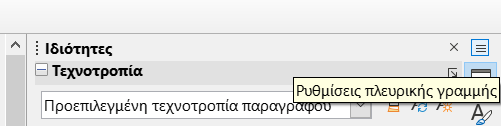 Ιδιότητες
Τεχνοτροπία
Ρυθμίσεις πλευρικής γραμμής
Προεπιλεγμένη τεχνοτροπία παραγράφου